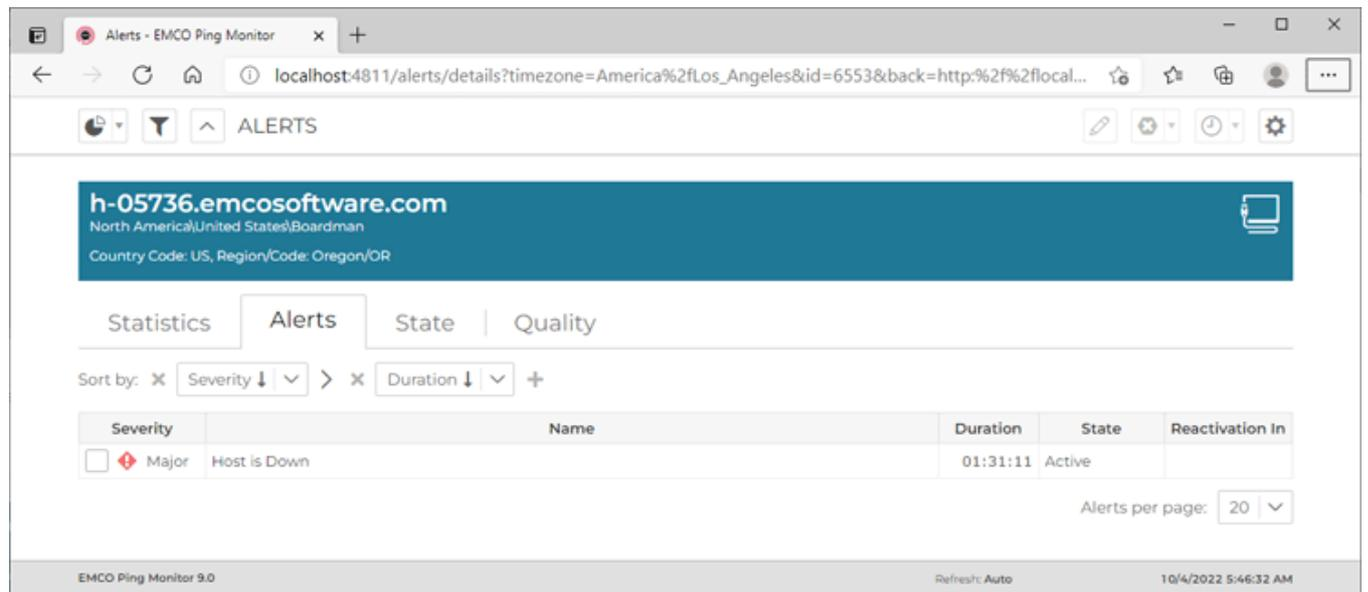 Alerts - EMCO Ping Monitor
localhost:4811/alerts/details?timezone=America%2fLos_Angeles&id=6553&back=http:%2f%2flocal...
ALERTS
h-05736.emcosoftware.com
North America\United States\Boardman
Country Code: US, Region/Code: Oregon/OR
Statistics Alerts State Quality
Sort by: Severity Duration
Severity Name Duration State Reactivation In
Major Host is Down 01:31:11 Active
Alerts per page: 20
EMCO Ping Monitor 9.0 Refresh: Auto 10/4/2022 5:46:32 AM